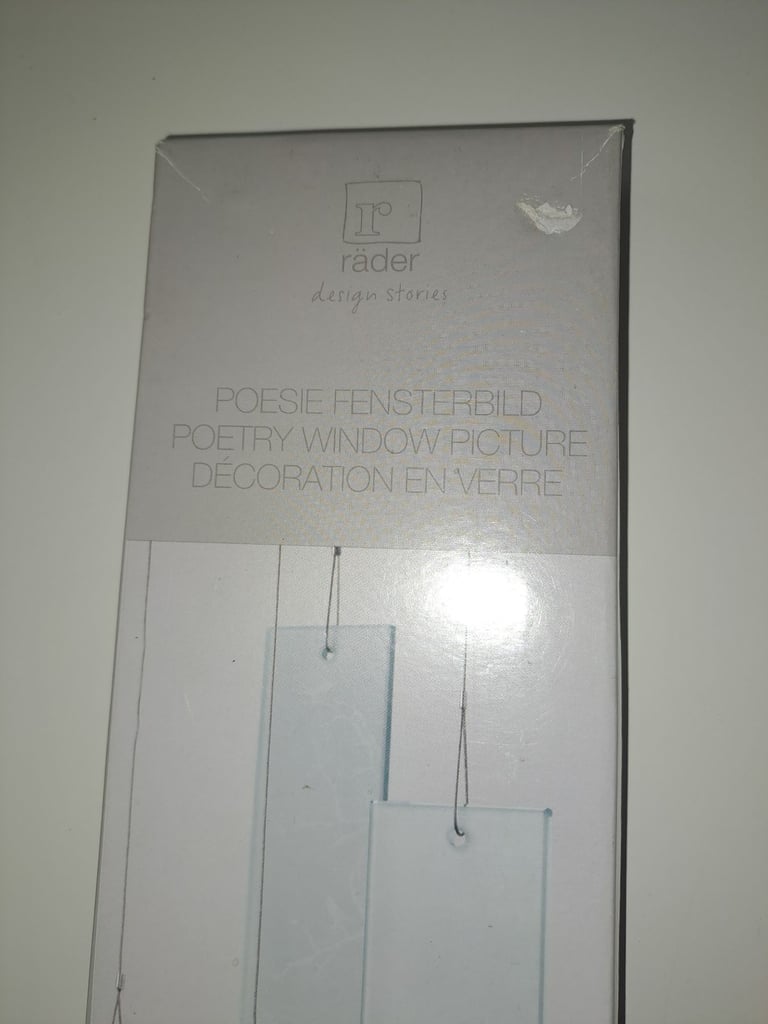 r
räder
design stories
POESIE FENSTERBILD
POETRY WINDOW PICTURE
DÉCORATION EN VERRE